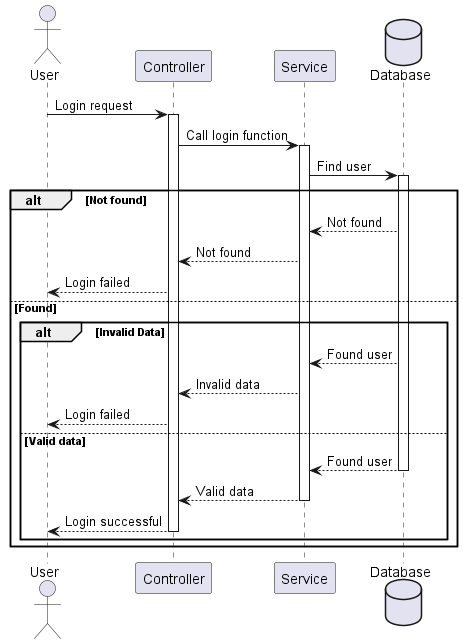 User
Controller
Service
Database
Login request
Call login function
Find user
alt
[Not found]
Not found
Not found
Login failed
[Found]
alt
[Invalid Data]
Found user
Invalid data
Login failed
[Valid data]
Found user
Valid data
Login successful
User
Controller
Service
Database